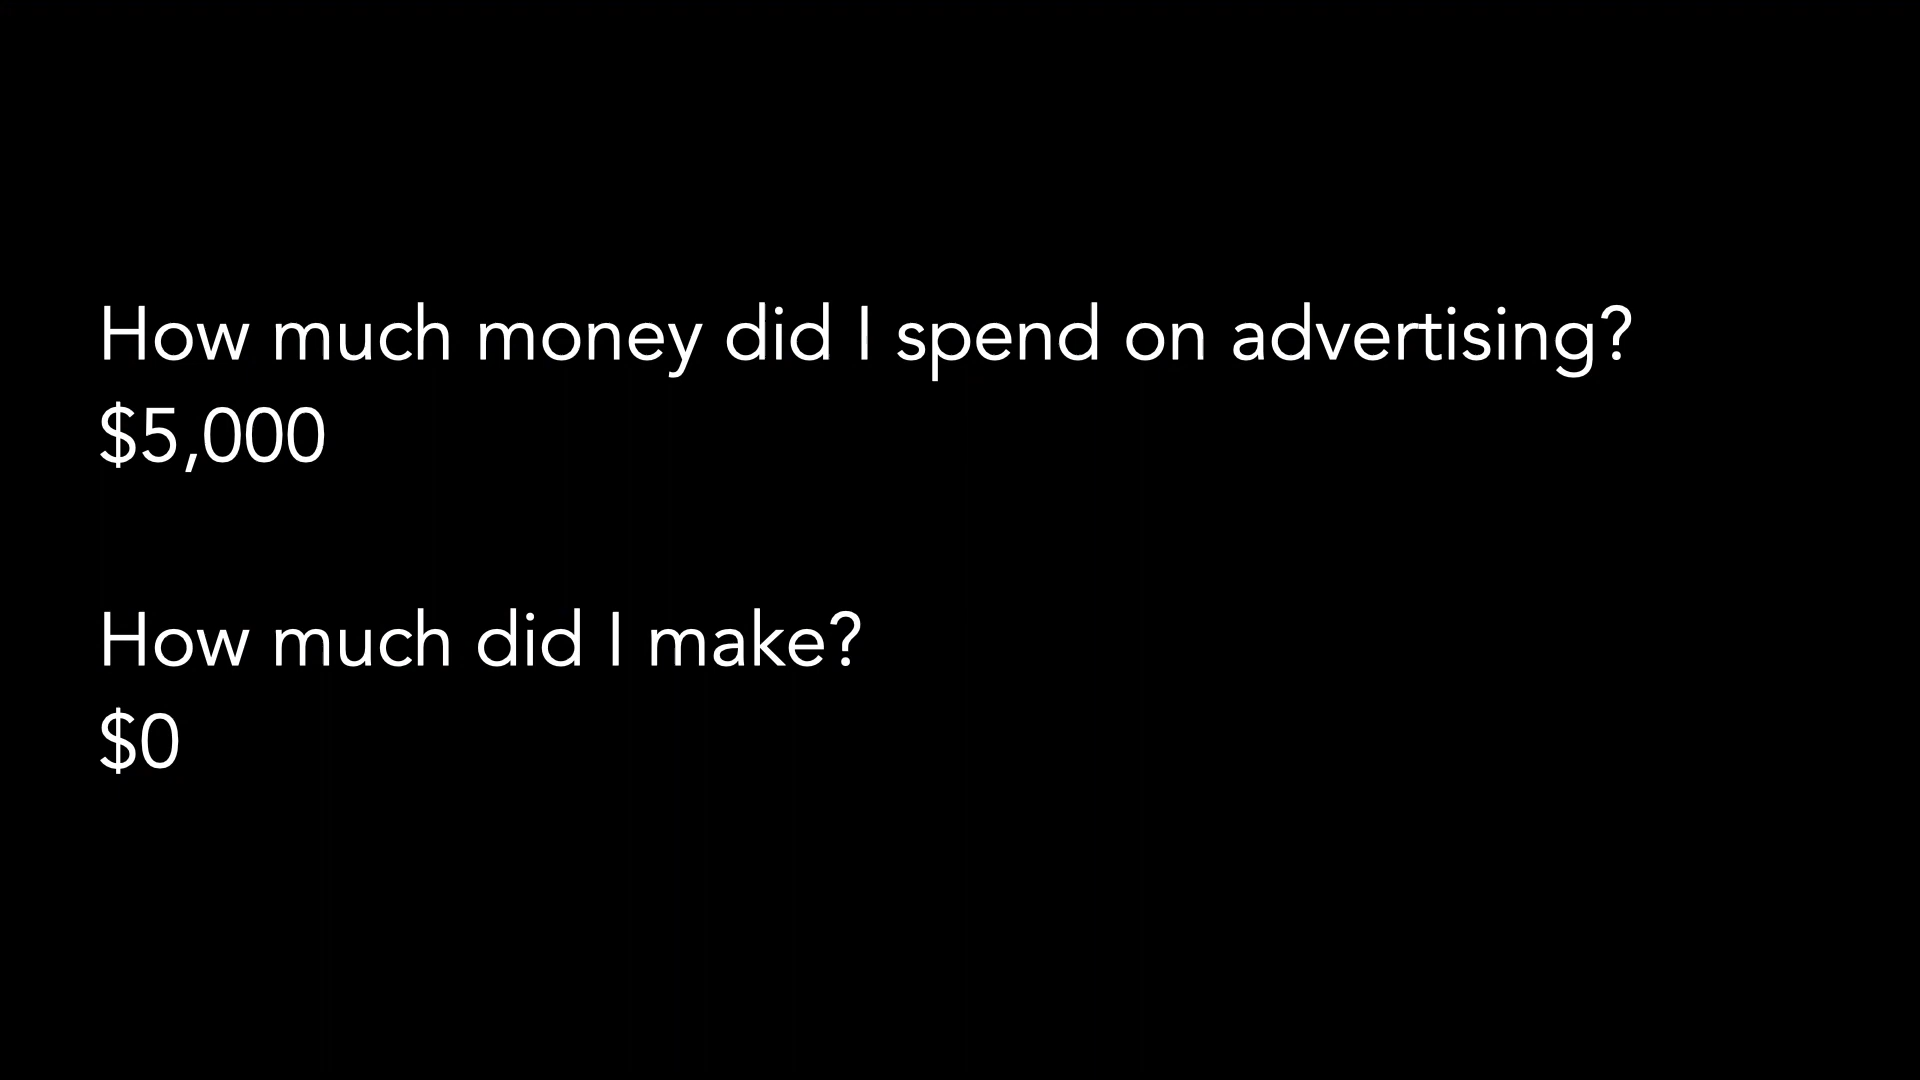 How much money did I spend on advertising?
$5,000
How much did I make?
$0